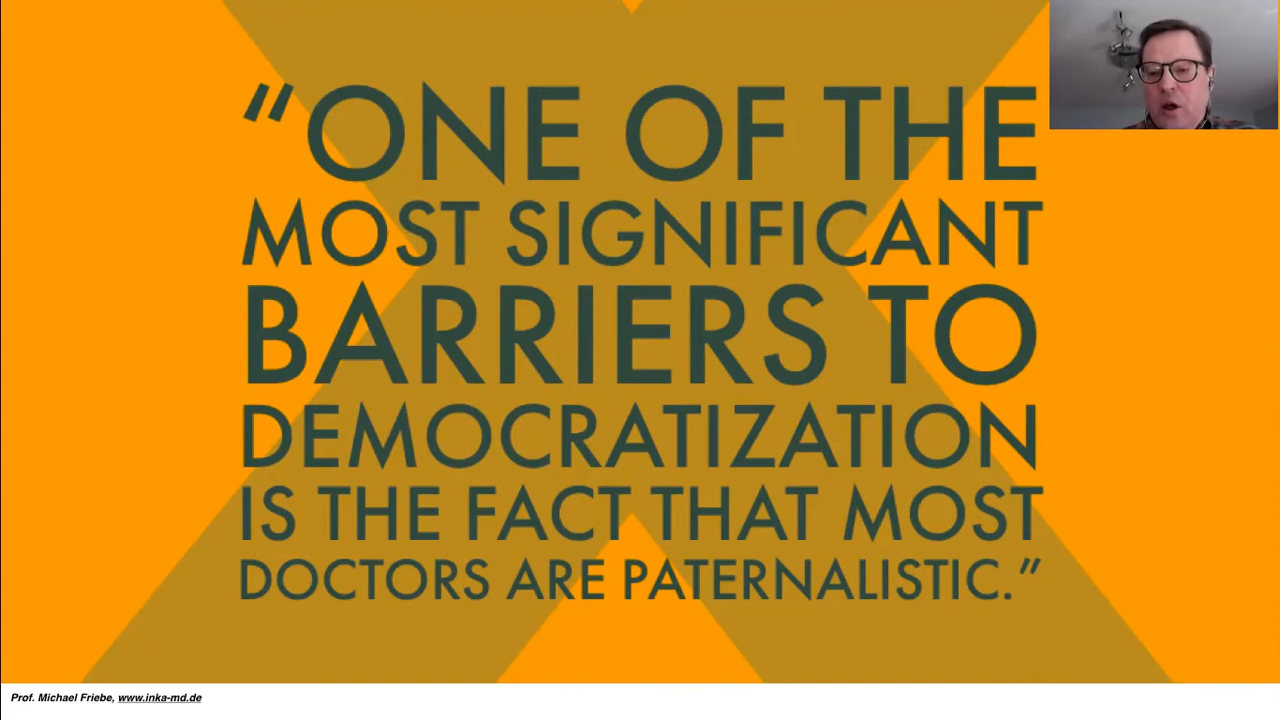 “ONE OF THE
MOST SIGNIFICANT
BARRIERS TO
DEMOCRATIZATION
IS THE FACT THAT MOST
DOCTORS ARE PATERNALISTIC.”
Prof. Michael Friebe, www.inka-md.de